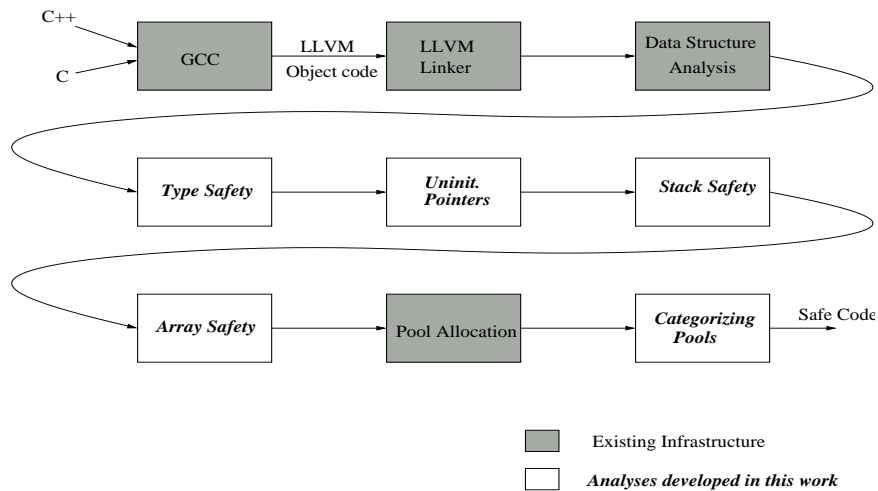 C++
C
GCC
LLVM
Object code
LLVM
Linker
Data Structure
Analysis
Type Safety
Uninit.
Pointers
Stack Safety
Array Safety
Pool Allocation
Categorizing
Pools
Safe Code
Existing Infrastructure
Analyses developed in this work